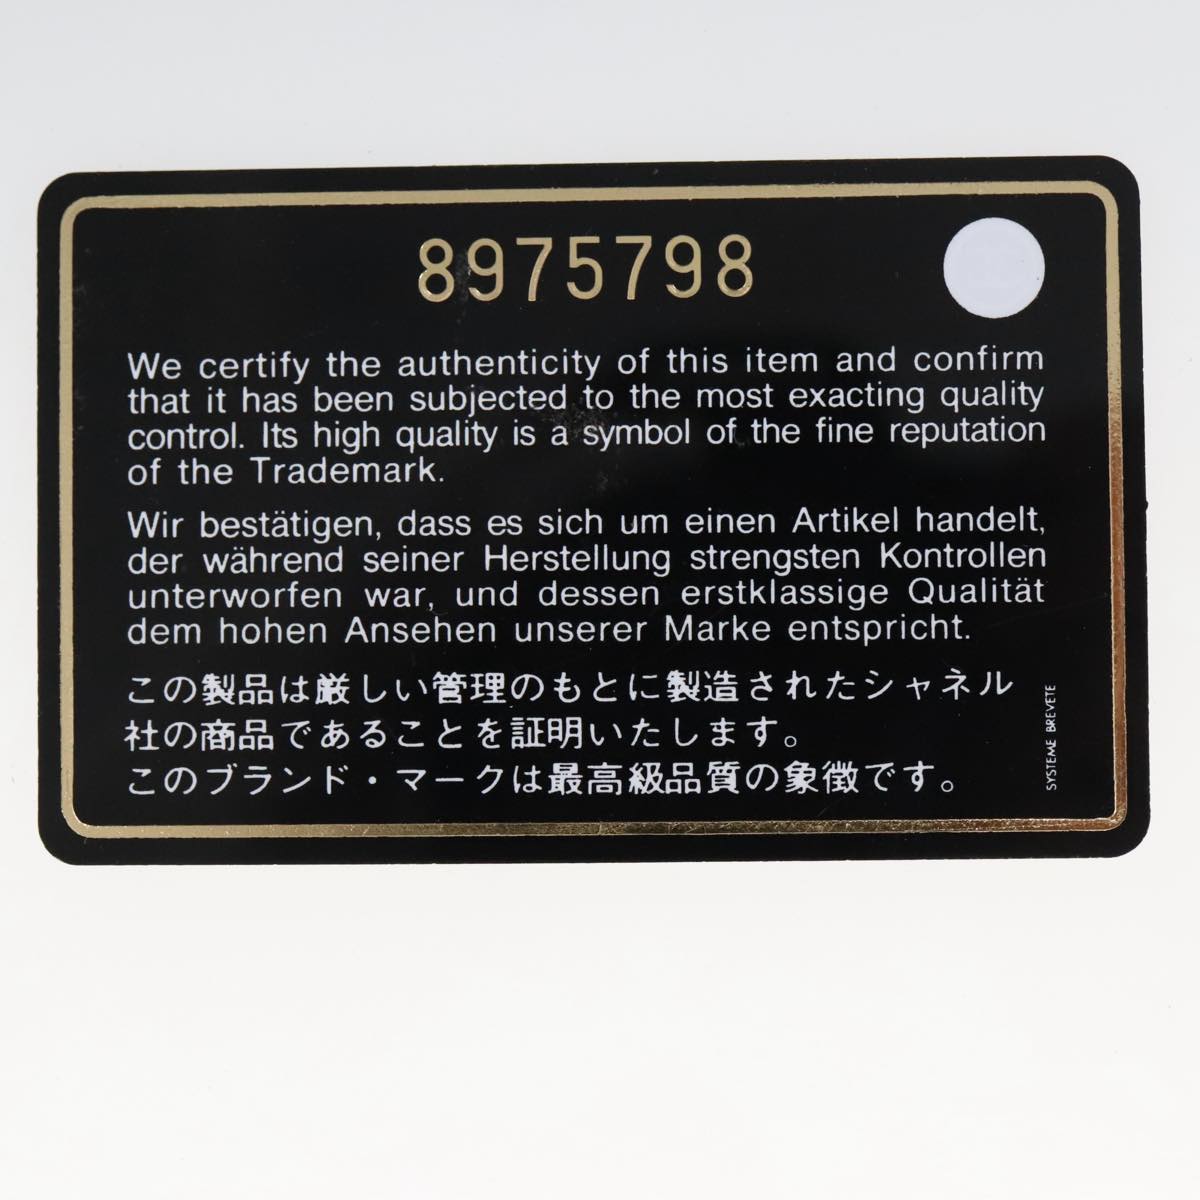 8975798
We certify the authenticity of this item and confirm
that it has been subjected to the most exacting quality
control. Its high quality is a symbol of the fine reputation
of the Trademark.
Wir bestätigen, dass es sich um einen Artikel handelt,
der während seiner Herstellung strengsten Kontrollen
unterworfen war, und dessen erstklassige Qualität
dem hohen Ansehen unserer Marke entspricht.
この製品は厳しい管理のもとに製造されたシャネル
社の商品であることを証明いたします。
このブランド・マークは最高級品質の象徴です。
SYSTEME BREVETE